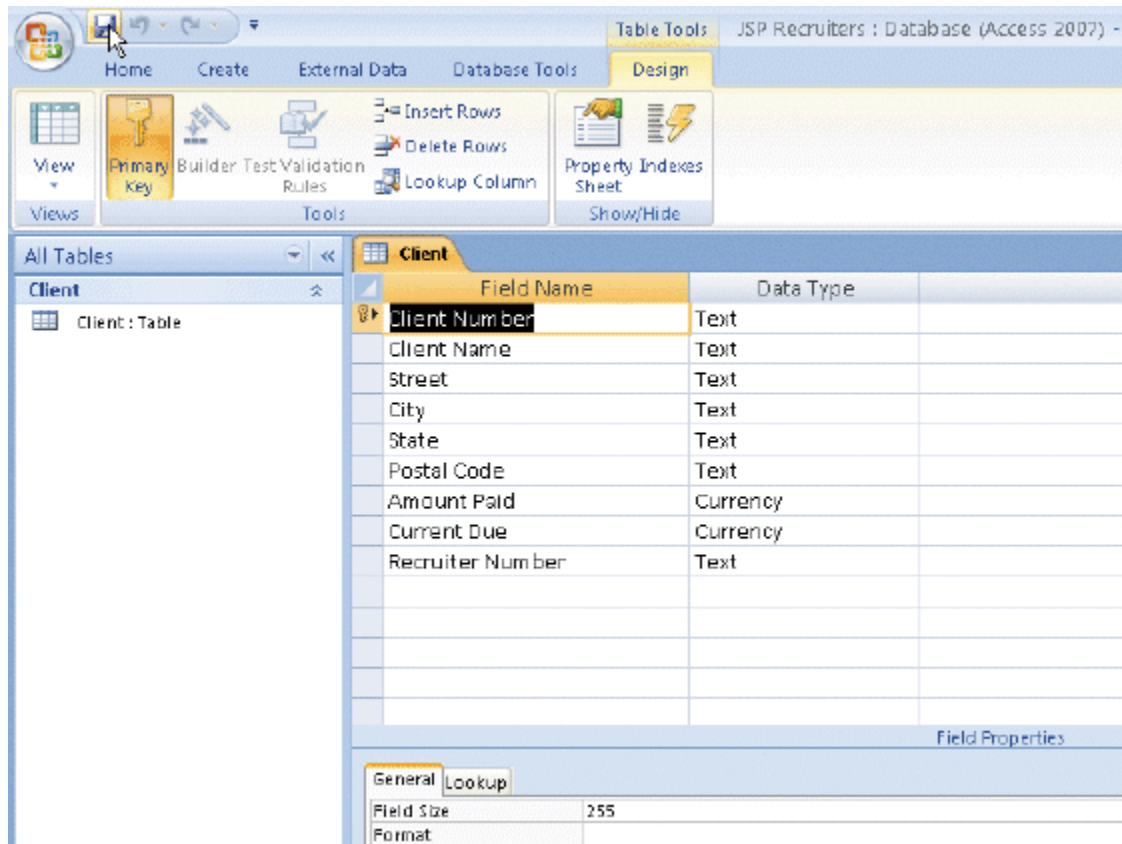 Table Tools JSP Recruiters : Database (Access 2007) -
Home Create External Data Database Tools Design
View
Primary Key
Builder
Test Validation Rules
Insert Rows
Delete Rows
Lookup Column
Property Sheet
Indexes
Views Tools Show/Hide
All Tables
Client
Client : Table
Client
Field Name Data Type
Client Number Text
Client Name Text
Street Text
City Text
State Text
Postal Code Text
Amount Paid Currency
Current Due Currency
Recruiter Number Text
Field Properties
General Lookup
Field Size 255
Format